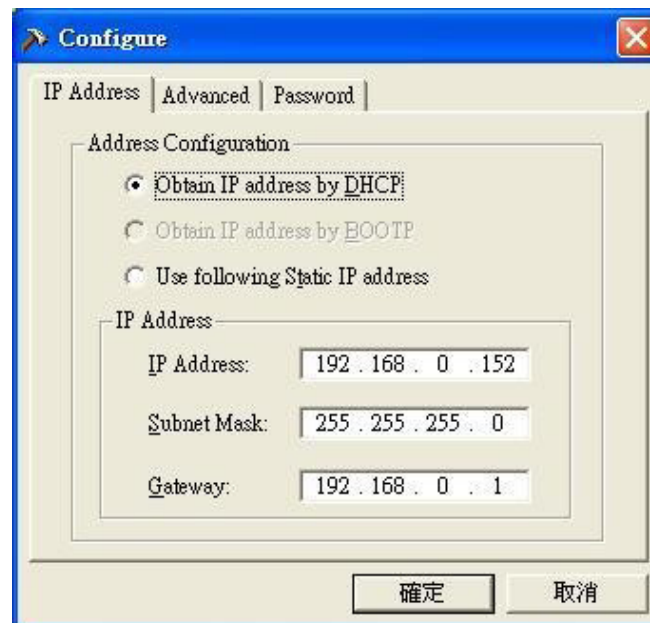 Configure
IP Address Advanced Password
Address Configuration
Obtain IP address by DHCP
Obtain IP address by BOOTP
Use following Static IP address
IP Address
IP Address: 192 . 168 . 0 . 152
Subnet Mask: 255 . 255 . 255 . 0
Gateway: 192 . 168 . 0 . 1
確定 取消